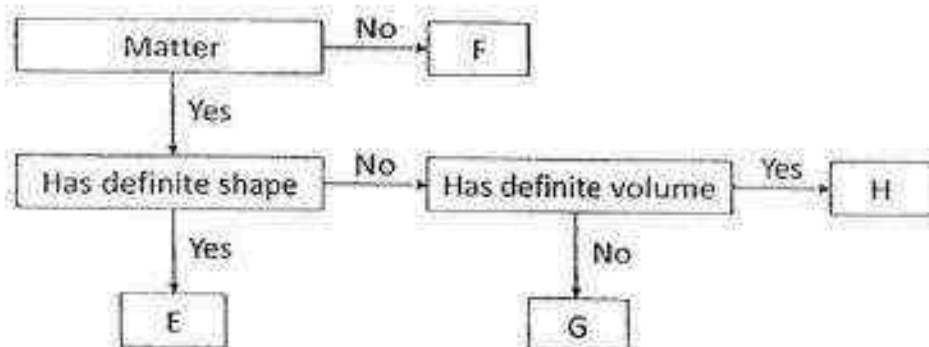 Matter
No
F
Yes
Has definite shape
No
Has definite volume
Yes
H
Yes
No
E
G